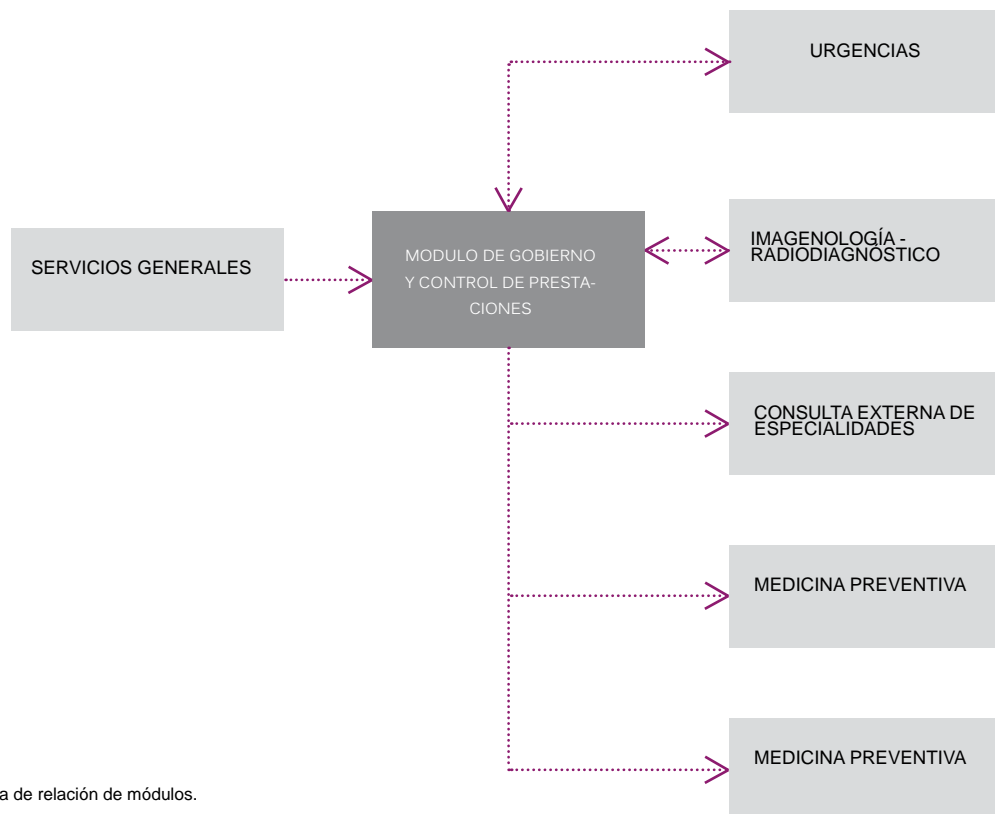 URGENCIAS
SERVICIOS GENERALES
MODULO DE GOBIERNO
Y CONTROL DE PRESTA-
CIONES
IMAGENOLOGÍA -
RADIODIAGNÓSTICO
CONSULTA EXTERNA DE
ESPECIALIDADES
MEDICINA PREVENTIVA
MEDICINA PREVENTIVA
a de relación de módulos.